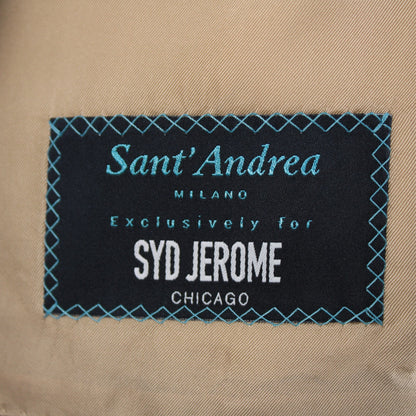 Sant'Andrea
MILANO
Exclusively for
SYD JEROME
CHICAGO